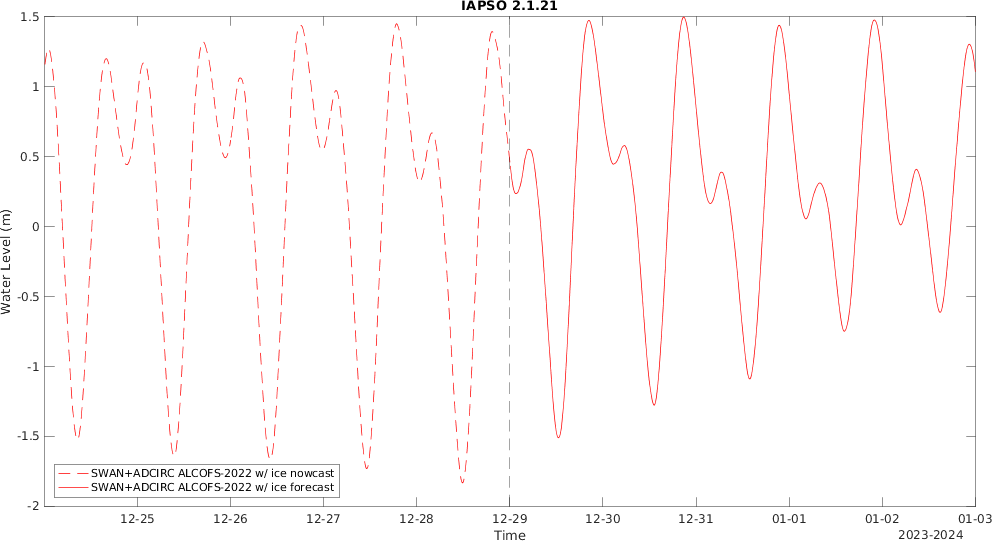 IAPSO 2.1.21
Water Level (m)
1.5
1
0.5
0
-0.5
-1
-1.5
-2
SWAN+ADCIRC ALCOFS-2022 w/ ice nowcast
SWAN+ADCIRC ALCOFS-2022 w/ ice forecast
12-25 12-26 12-27 12-28 12-29 12-30 12-31 01-01 01-02 01-03
Time
2023-2024